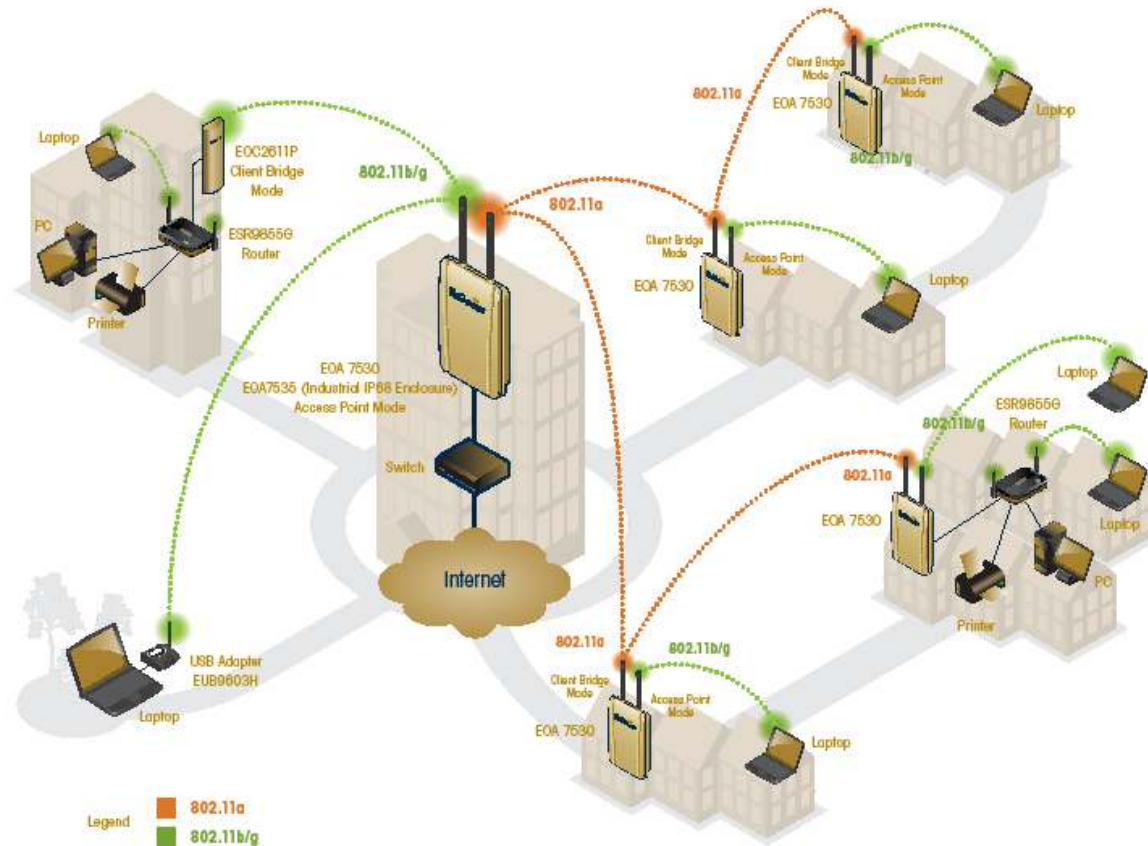 Client Bridge
Mode
Access Point
Mode
802.11a
EOA 7530
Laptop
802.11b/g
Laptop
EOC2611P
Client Bridge
Mode
802.11b/g
PC
ESR9855G
Router
Printer
802.11a
Client Bridge
Mode
Access Point
Mode
EOA 7530
Laptop
EOA 7530
EOA7535 (Industrial IP68 Enclosure)
Access Point Mode
Switch
Internet
Laptop
ESR9855G
Router
802.11b/g
802.11a
EOA 7530
Laptop
PC
Printer
USB Adapter
EUB9603H
Laptop
802.11a
802.11b/g
Client Bridge
Mode
Access Point
Mode
EOA 7530
Laptop
Legend
802.11a
802.11b/g